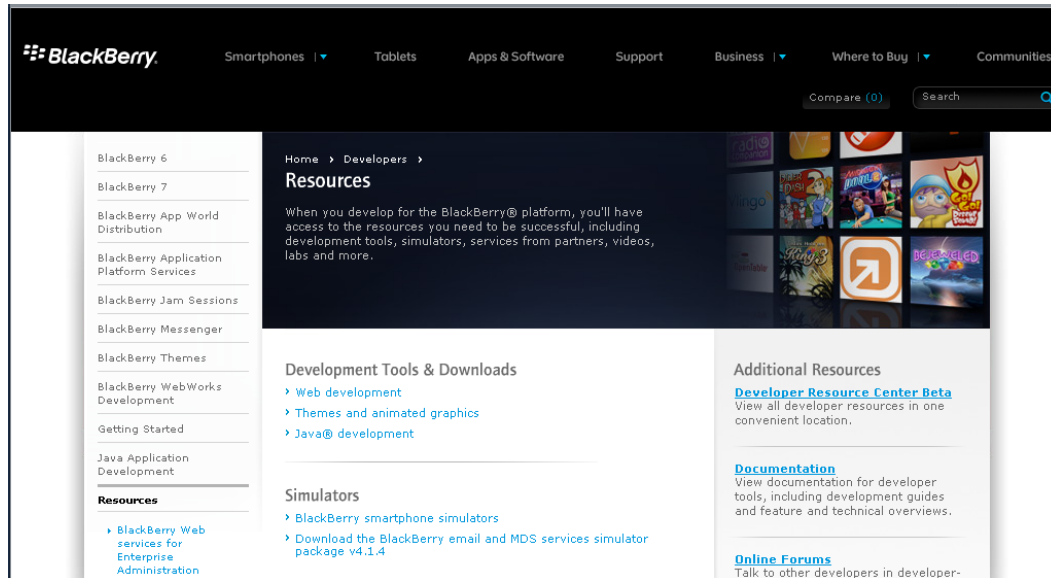 BlackBerry.
Smartphones
Tablets
Apps & Software
Support
Business
Where to Buy
Communities
Compare (0)
Search
BlackBerry 6
BlackBerry 7
BlackBerry App World
Distribution
BlackBerry Application
Platform Services
BlackBerry Jam Sessions
BlackBerry Messenger
BlackBerry Themes
BlackBerry WebWorks
Development
Getting Started
Java Application
Development
Resources
BlackBerry Web
services for
Enterprise
Administration
Home › Developers ›
Resources
When you develop for the BlackBerry® platform, you'll have
access to the resources you need to be successful, including
development tools, simulators, services from partners, videos,
labs and more.
radio
BEJEWELED
Development Tools & Downloads
Web development
Themes and animated graphics
Java® development
Simulators
BlackBerry smartphone simulators
Download the BlackBerry email and MDS services simulator
package v4.1.4
Additional Resources
Developer Resource Center Beta
View all developer resources in one
convenient location.
Documentation
View documentation for developer
tools, including development guides
and feature and technical overviews.
Online Forums
Talk to other developers in developer-